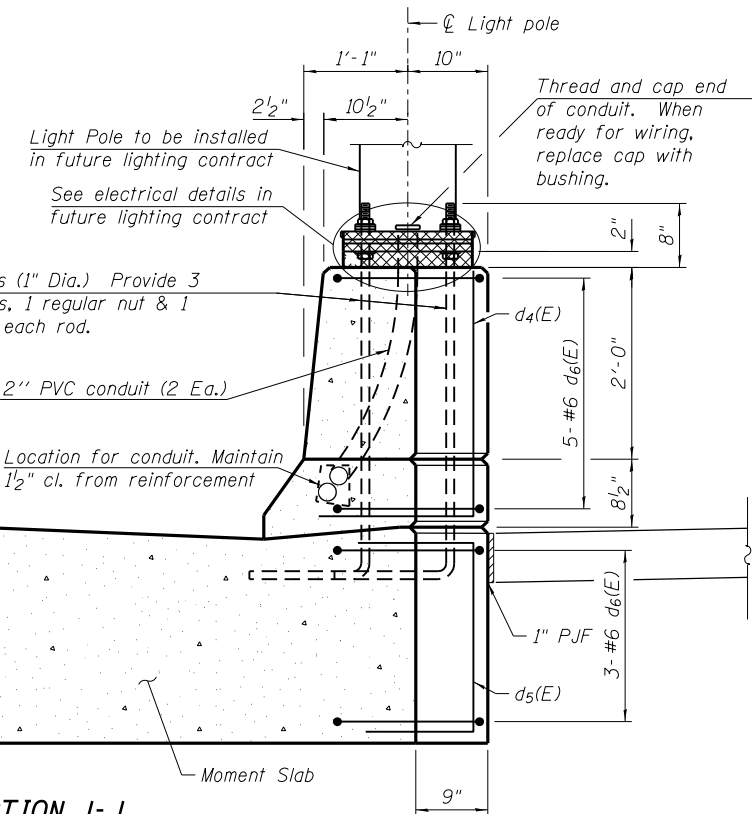 ℄ Light pole
1'-1"
10"
2½"
10½"
Thread and cap end
of conduit. When
ready for wiring,
replace cap with
bushing.
Light Pole to be installed
in future lighting contract
See electrical details in
future lighting contract
2"
8"
s (1" Dia.) Provide 3
s, 1 regular nut & 1
each rod.
d4(E)
5- #6 d6(E)
2'-0"
2'' PVC conduit (2 Ea.)
Location for conduit. Maintain
1½" cl. from reinforcement
8½"
1" PJF
3- #6 d6(E)
d5(E)
Moment Slab
9"